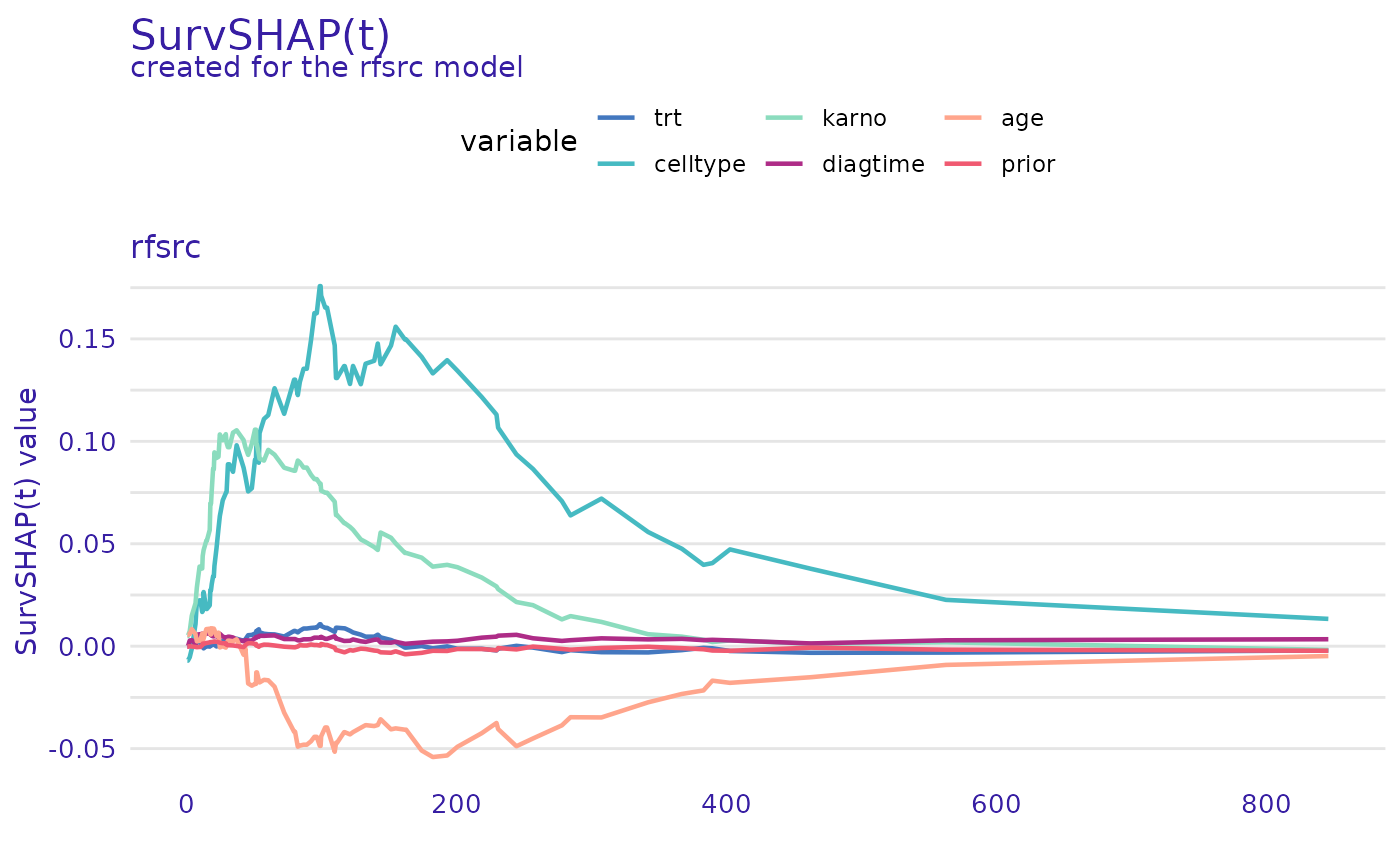 SurvSHAP(t)
created for the rfsrc model
variable
trt
karno
age
celltype
diagtime
prior
rfsrc
SurvSHAP(t) value
0.15
0.10
0.05
0.00
-0.05
0 200 400 600 800